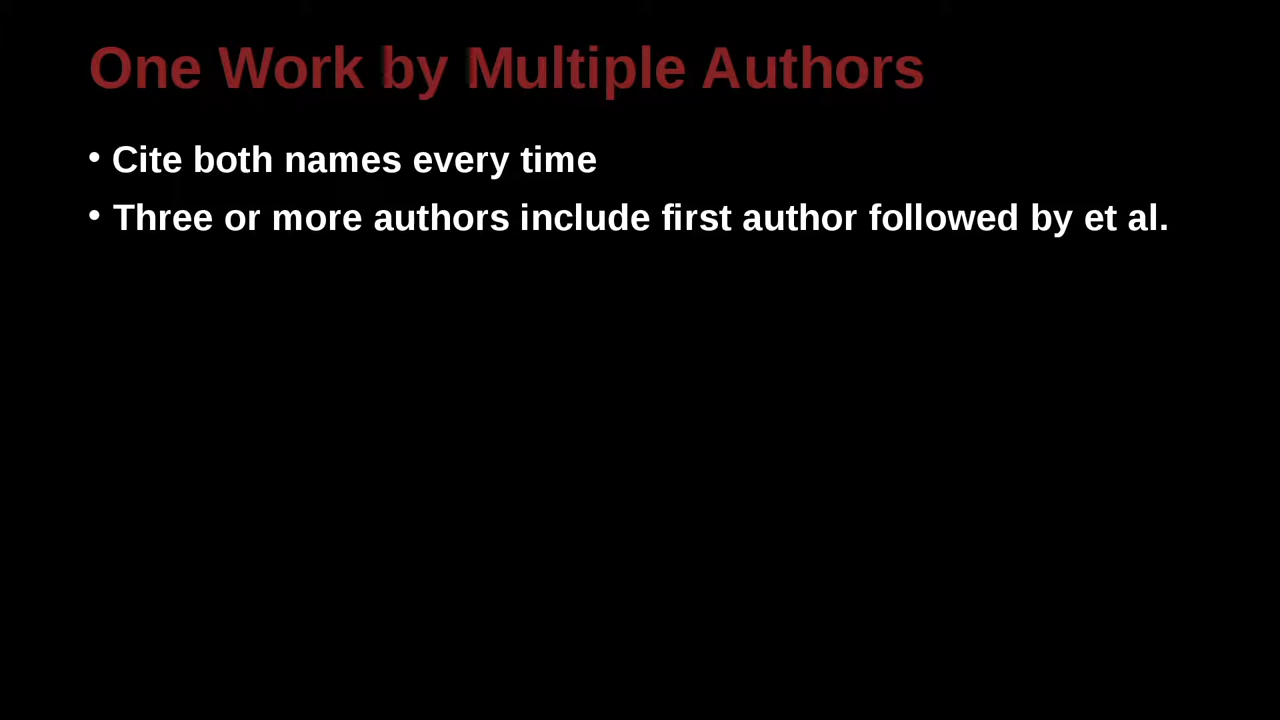 One Work by Multiple Authors
• Cite both names every time
• Three or more authors include first author followed by et al.